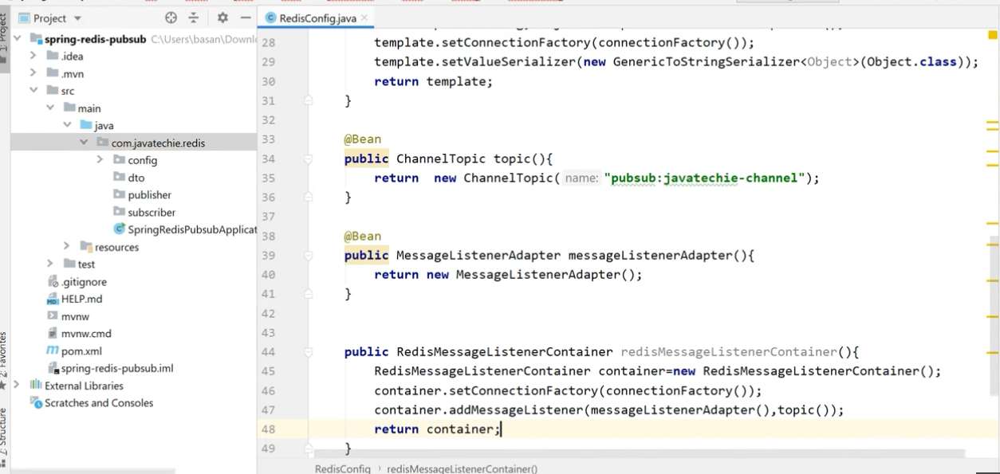 1: Project
Project
RedisConfig.java
spring-redis-pubsub C:\Users\basan\Downlo
.idea
.mvn
src
main
java
com.javatechie.redis
config
dto
publisher
subscriber
SpringRedisPubsubApplicat
resources
test
.gitignore
HELP.md
mvnw
mvnw.cmd
pom.xml
spring-redis-pubsub.iml
External Libraries
Scratches and Consoles
2: Favorites
7: Structure
28 template.setConnectionFactory(connectionFactory());
29 template.setValueSerializer(new GenericToStringSerializer<Object>(Object.class));
30 return template;
31 }
32
33 @Bean
34 public ChannelTopic topic(){
35 return  new ChannelTopic( name: "pubsub:javatechie-channel");
36 }
37
38 @Bean
39 public MessageListenerAdapter messageListenerAdapter(){
40 return new MessageListenerAdapter();
41 }
42
43
44 public RedisMessageListenerContainer redisMessageListenerContainer(){
45 RedisMessageListenerContainer container=new RedisMessageListenerContainer();
46 container.setConnectionFactory(connectionFactory());
47 container.addMessageListener(messageListenerAdapter(),topic());
48 return container;
49 }
RedisConfig › redisMessageListenerContainer()